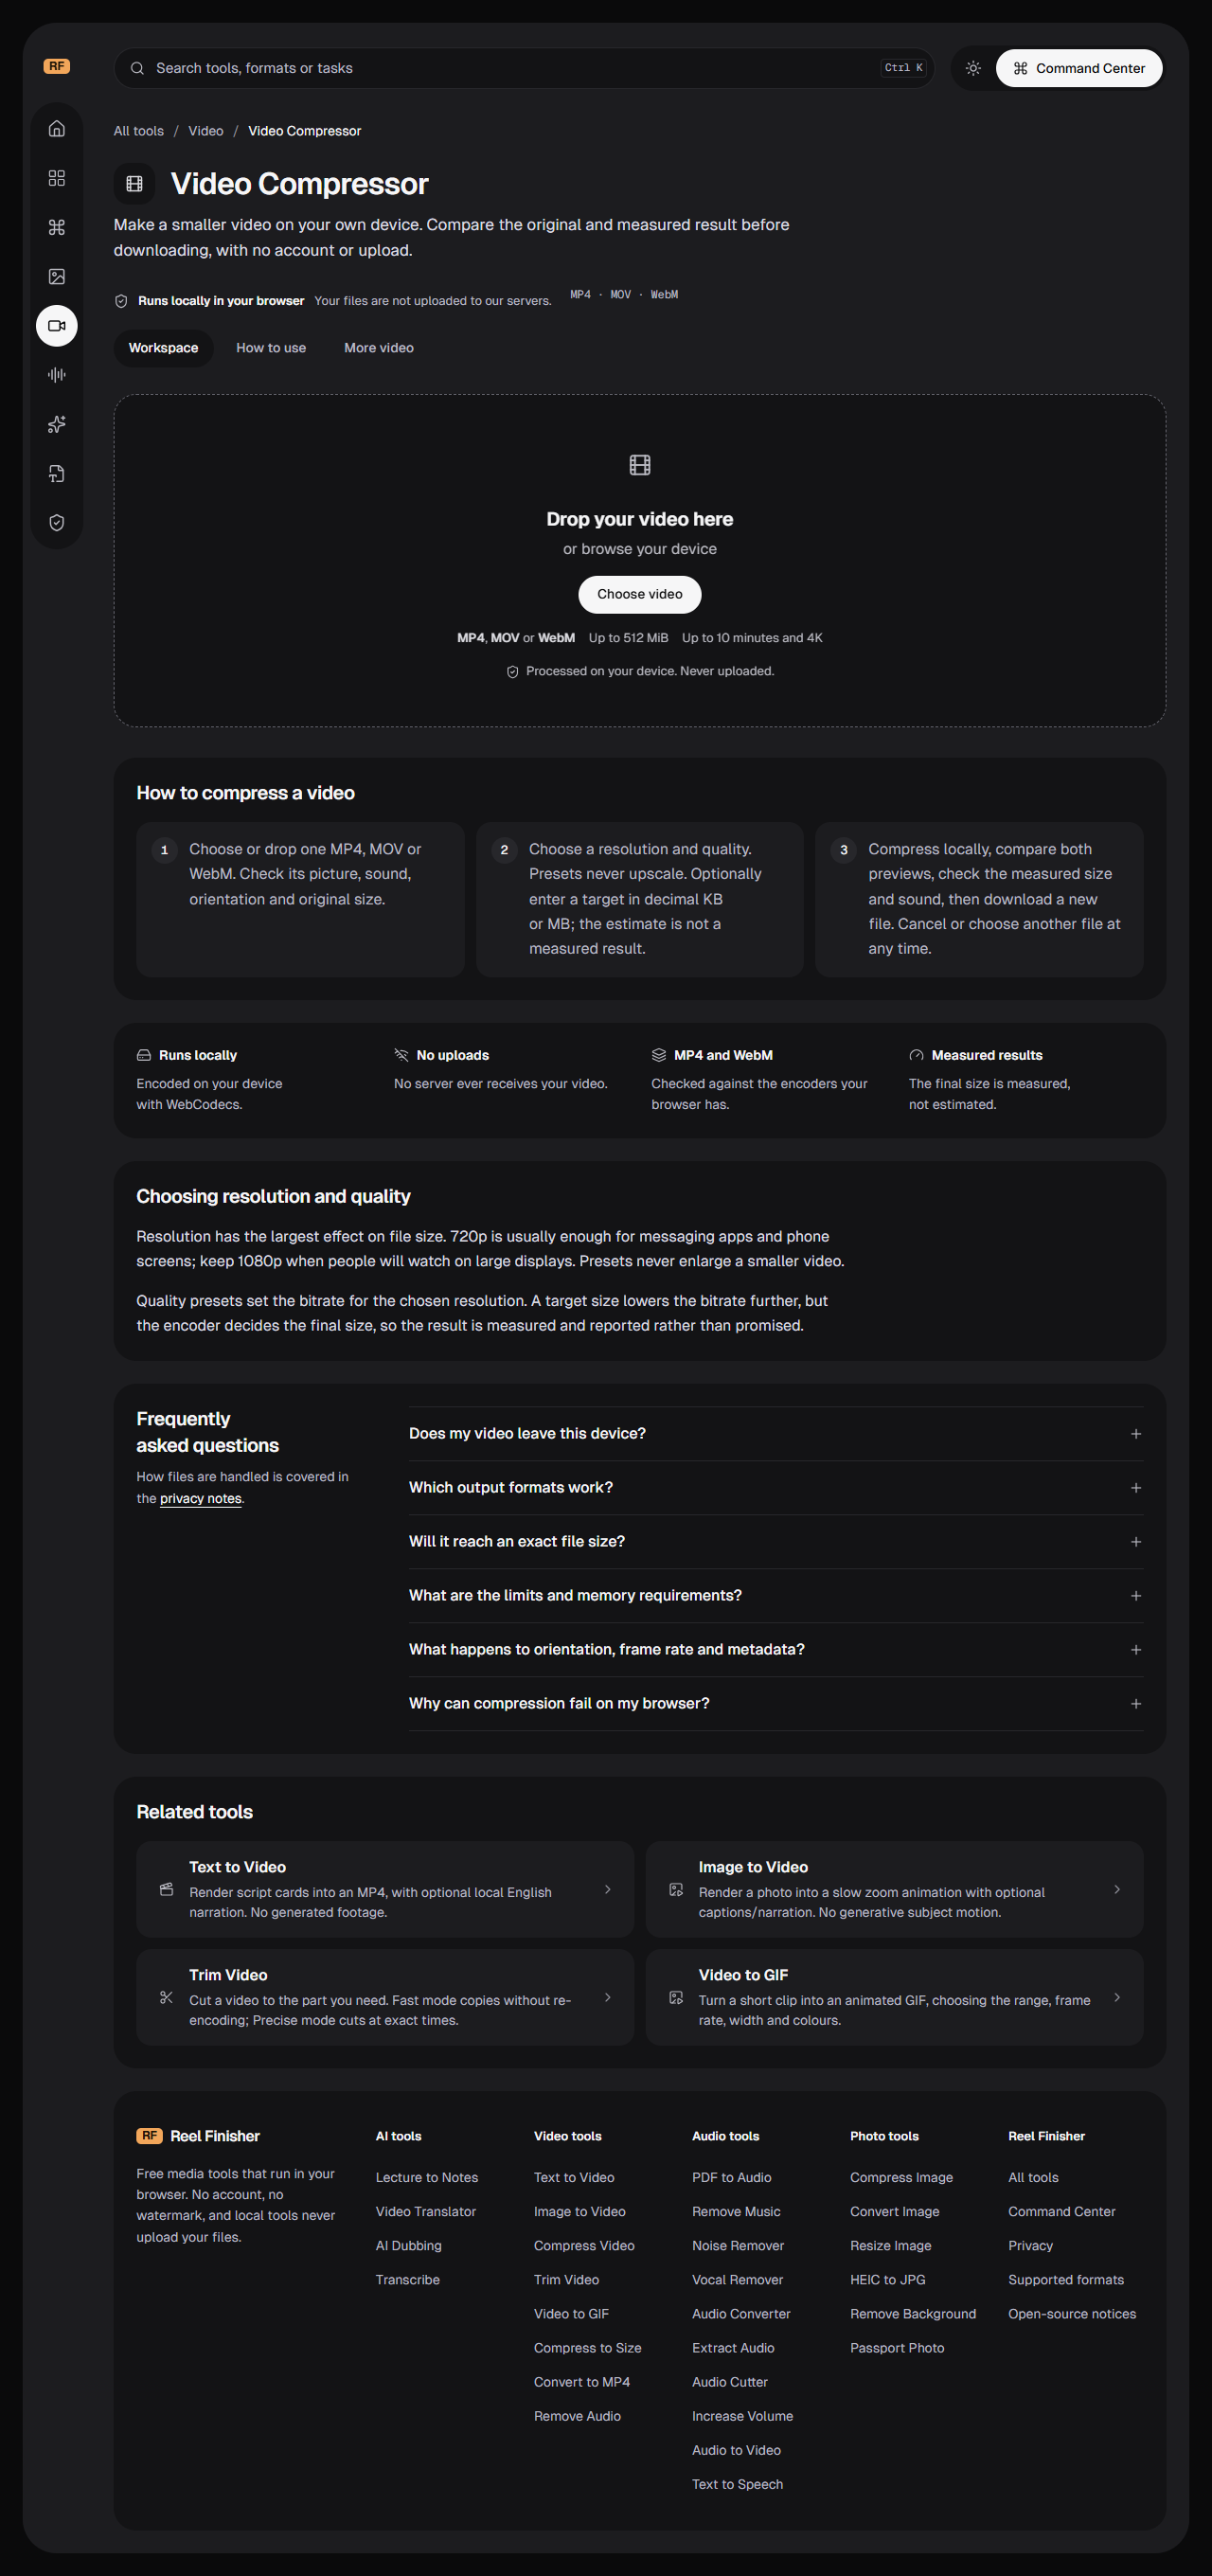 RF
Search tools, formats or tasks
Ctrl K
Command Center
All tools / Video / Video Compressor
Video Compressor
Make a smaller video on your own device. Compare the original and measured result before
downloading, with no account or upload.
Runs locally in your browser Your files are not uploaded to our servers.
MP4 · MOV · WebM
Workspace
How to use
More video
Drop your video here
or browse your device
Choose video
MP4, MOV or WebM Up to 512 MiB Up to 10 minutes and 4K
Processed on your device. Never uploaded.
How to compress a video
1
Choose or drop one MP4, MOV or
WebM. Check its picture, sound,
orientation and original size.
2
Choose a resolution and quality.
Presets never upscale. Optionally
enter a target in decimal KB
or MB; the estimate is not a
measured result.
3
Compress locally, compare both
previews, check the measured size
and sound, then download a new
file. Cancel or choose another file at
any time.
Runs locally
Encoded on your device
with WebCodecs.
No uploads
No server ever receives your video.
MP4 and WebM
Checked against the encoders your
browser has.
Measured results
The final size is measured,
not estimated.
Choosing resolution and quality
Resolution has the largest effect on file size. 720p is usually enough for messaging apps and phone
screens; keep 1080p when people will watch on large displays. Presets never enlarge a smaller video.
Quality presets set the bitrate for the chosen resolution. A target size lowers the bitrate further, but
the encoder decides the final size, so the result is measured and reported rather than promised.
Frequently
asked questions
How files are handled is covered in
the privacy notes.
Does my video leave this device?
Which output formats work?
Will it reach an exact file size?
What are the limits and memory requirements?
What happens to orientation, frame rate and metadata?
Why can compression fail on my browser?
Related tools
Text to Video
Render script cards into an MP4, with optional local English
narration. No generated footage.
Image to Video
Render a photo into a slow zoom animation with optional
captions/narration. No generative subject motion.
Trim Video
Cut a video to the part you need. Fast mode copies without re-
encoding; Precise mode cuts at exact times.
Video to GIF
Turn a short clip into an animated GIF, choosing the range, frame
rate, width and colours.
RF Reel Finisher
Free media tools that run in your
browser. No account, no
watermark, and local tools never
upload your files.
AI tools
Lecture to Notes
Video Translator
AI Dubbing
Transcribe
Video tools
Text to Video
Image to Video
Compress Video
Trim Video
Video to GIF
Compress to Size
Convert to MP4
Remove Audio
Audio tools
PDF to Audio
Remove Music
Noise Remover
Vocal Remover
Audio Converter
Extract Audio
Audio Cutter
Increase Volume
Audio to Video
Text to Speech
Photo tools
Compress Image
Convert Image
Resize Image
HEIC to JPG
Remove Background
Passport Photo
Reel Finisher
All tools
Command Center
Privacy
Supported formats
Open-source notices